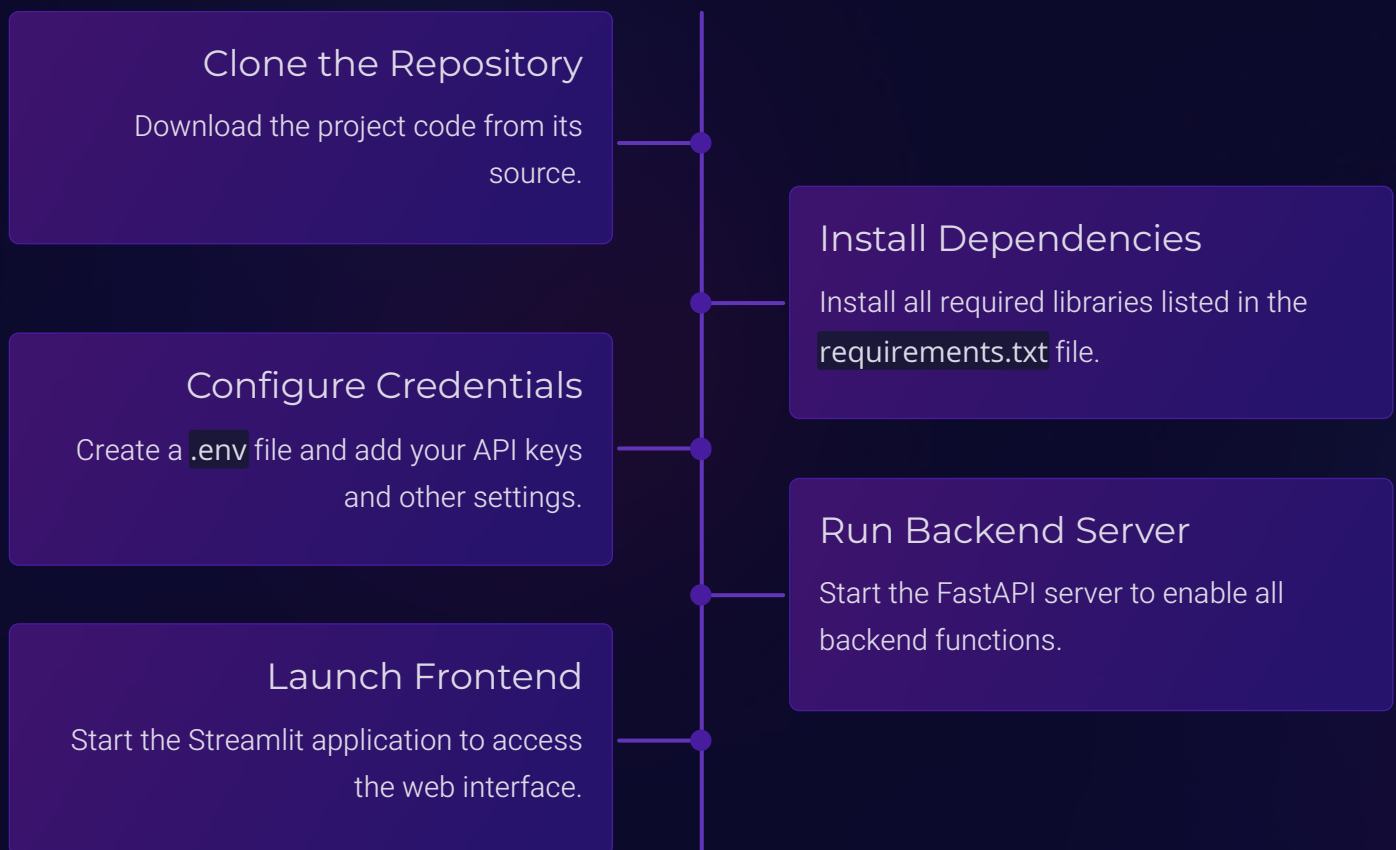 Clone the Repository
Download the project code from its
source.
Install Dependencies
Install all required libraries listed in the
requirements.txt file.
Configure Credentials
Create a .env file and add your API keys
and other settings.
Run Backend Server
Start the FastAPI server to enable all
backend functions.
Launch Frontend
Start the Streamlit application to access
the web interface.